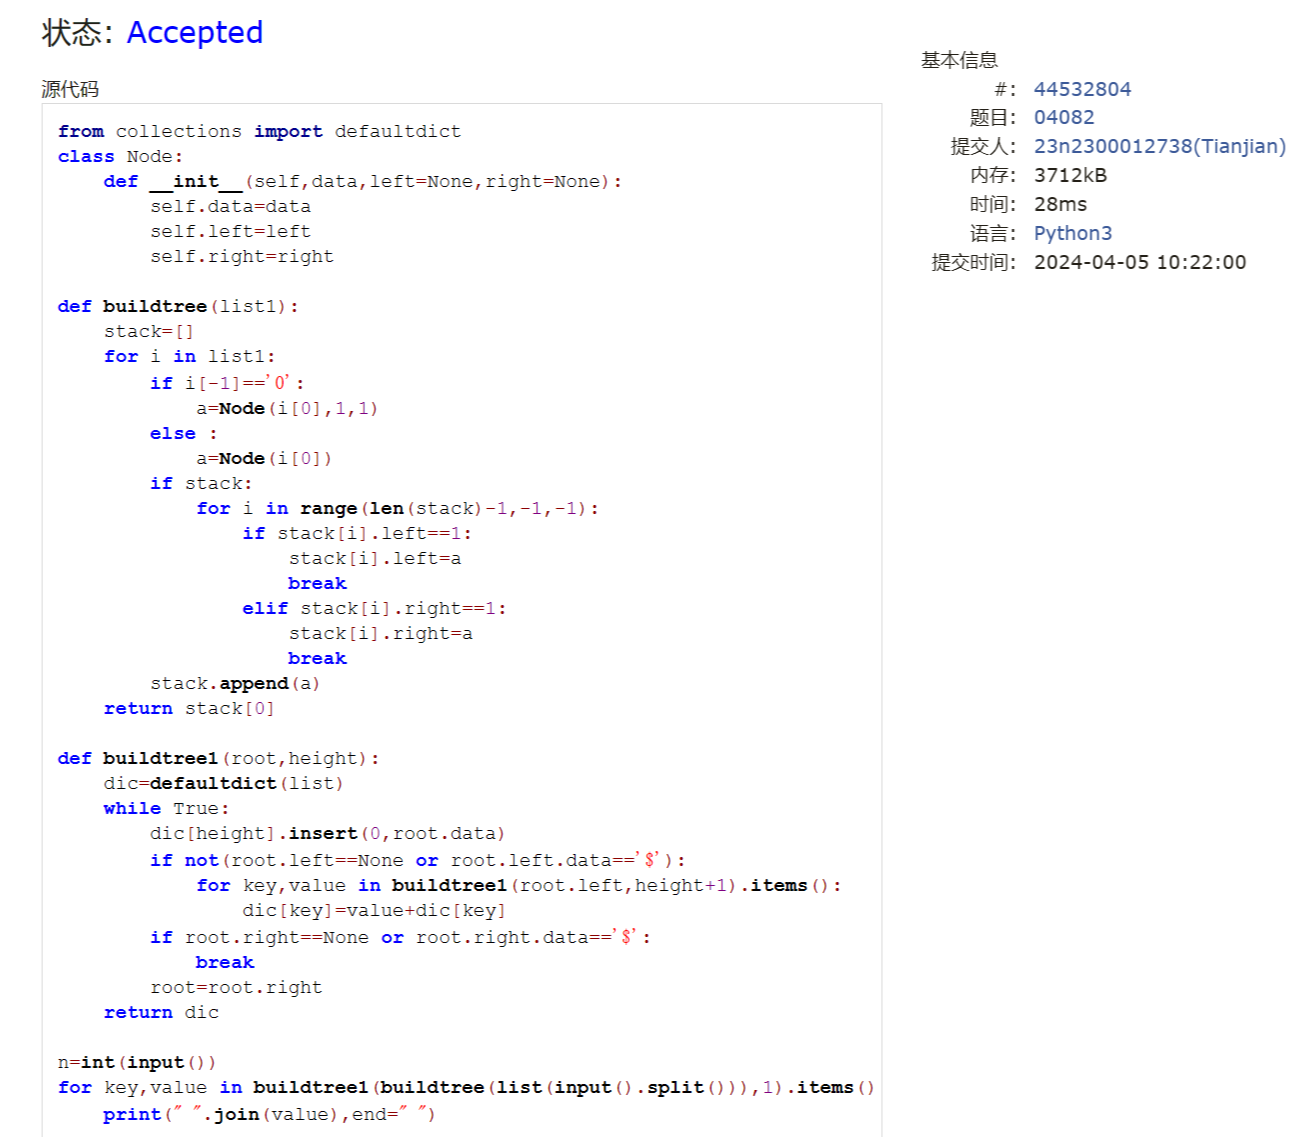 状态: Accepted
源代码
from collections import defaultdict
class Node:
    def __init__(self,data,left=None,right=None):
        self.data=data
        self.left=left
        self.right=right

def buildtree(list1):
    stack=[]
    for i in list1:
        if i[-1]=='0':
            a=Node(i[0],1,1)
        else :
            a=Node(i[0])
        if stack:
            for i in range(len(stack)-1,-1,-1):
                if stack[i].left==1:
                    stack[i].left=a
                    break
                elif stack[i].right==1:
                    stack[i].right=a
                    break
        stack.append(a)
    return stack[0]

def buildtree1(root,height):
    dic=defaultdict(list)
    while True:
        dic[height].insert(0,root.data)
        if not(root.left==None or root.left.data=='$'):
            for key,value in buildtree1(root.left,height+1).items():
                dic[key]=value+dic[key]
        if root.right==None or root.right.data=='$':
            break
        root=root.right
    return dic

n=int(input())
for key,value in buildtree1(buildtree(list(input().split())),1).items()
    print(" ".join(value),end=" ")
基本信息
#: 44532804
题目: 04082
提交人: 23n2300012738(Tianjian)
内存: 3712kB
时间: 28ms
语言: Python3
提交时间: 2024-04-05 10:22:00